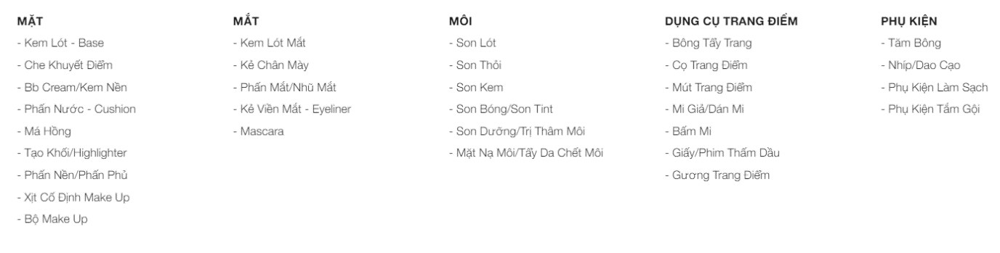 MẶT
- Kem Lót - Base
- Che Khuyết Điểm
- Bb Cream/Kem Nền
- Phấn Nước - Cushion
- Má Hồng
- Tạo Khối/Highlighter
- Phấn Nền/Phấn Phủ
- Xịt Cố Định Make Up
- Bộ Make Up
MẮT
- Kem Lót Mắt
- Kẻ Chân Mày
- Phấn Mắt/Nhũ Mắt
- Kẻ Viền Mắt - Eyeliner
- Mascara
MÔI
- Son Lót
- Son Thỏi
- Son Kem
- Son Bóng/Son Tint
- Son Dưỡng/Trị Thâm Môi
- Mặt Nạ Môi/Tẩy Da Chết Môi
DỤNG CỤ TRANG ĐIỂM
- Bông Tẩy Trang
- Cọ Trang Điểm
- Mút Trang Điểm
- Mi Giả/Dán Mi
- Bấm Mi
- Giấy/Phim Thấm Dầu
- Gương Trang Điểm
PHỤ KIỆN
- Tăm Bông
- Nhíp/Dao Cạo
- Phụ Kiện Làm Sạch
- Phụ Kiện Tắm Gội